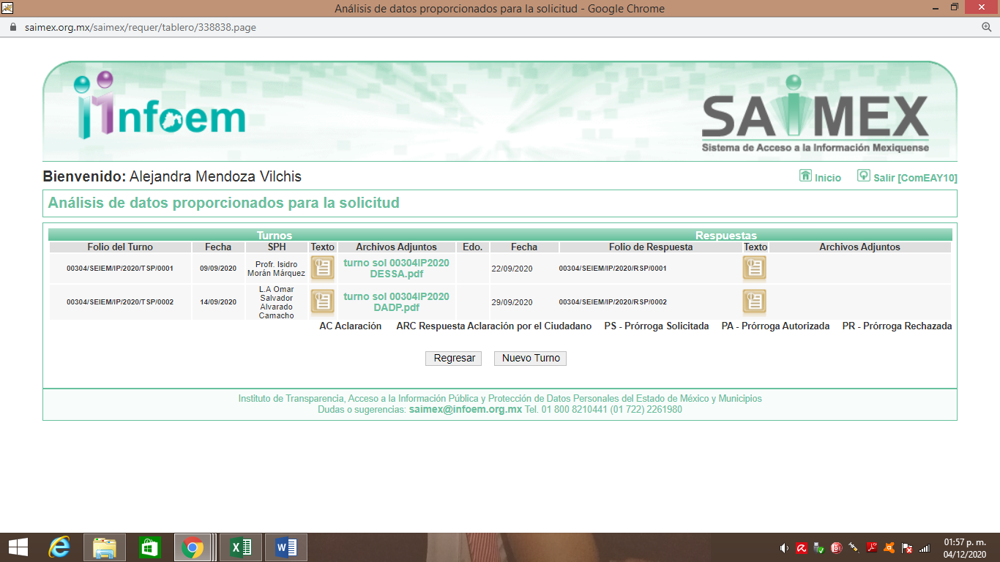 Análisis de datos proporcionados para la solicitud - Google Chrome
saimex.org.mx/saimex/requer/tablero/338838.page
infoem
SAIMEX
Sistema de Acceso a la Información Mexiquense
Bienvenido: Alejandra Mendoza Vilchis
Inicio Salir [ComEAY10]
Análisis de datos proporcionados para la solicitud
Turnos Respuestas
Folio del Turno Fecha SPH Texto Archivos Adjuntos Edo. Fecha Folio de Respuesta Texto Archivos Adjuntos
00304/SEIEM/IP/2020/TSP/0001 09/09/2020 Profr. Isidro Morán Márquez turno sol 00304IP2020 DESSA.pdf 22/09/2020 00304/SEIEM/IP/2020/RSP/0001
00304/SEIEM/IP/2020/TSP/0002 14/09/2020 L.A Omar Salvador Alvarado Camacho turno sol 00304IP2020 DADP.pdf 29/09/2020 00304/SEIEM/IP/2020/RSP/0002
AC Aclaración ARC Respuesta Aclaración por el Ciudadano PS - Prórroga Solicitada PA - Prórroga Autorizada PR - Prórroga Rechazada
Regresar Nuevo Turno
Instituto de Transparencia, Acceso a la Información Pública y Protección de Datos Personales del Estado de México y Municipios
Dudas o sugerencias: saimex@infoem.org.mx Tel. 01 800 8210441 (01 722) 2261980
01:57 p. m.
04/12/2020